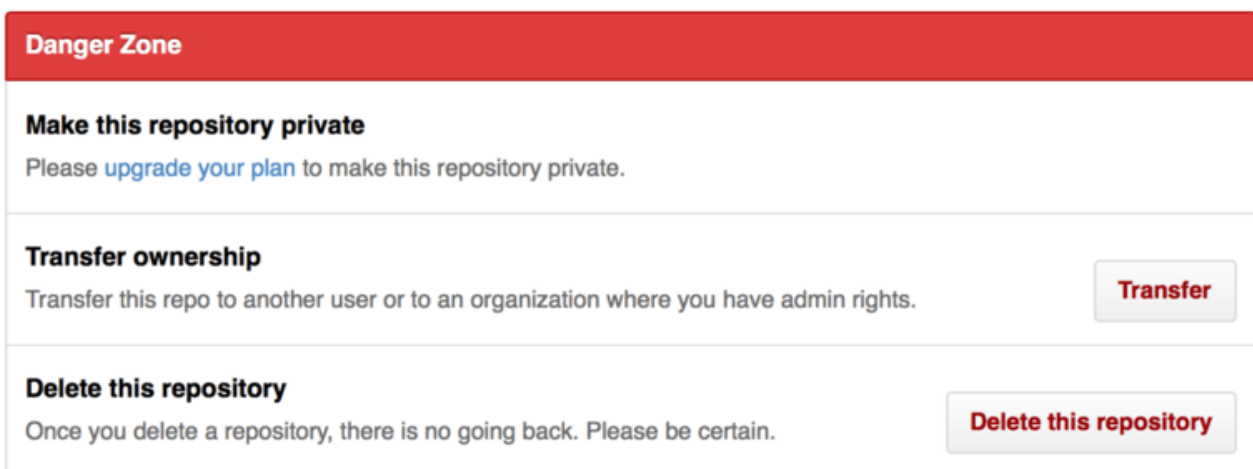 Danger Zone
Make this repository private
Please upgrade your plan to make this repository private.
Transfer ownership
Transfer this repo to another user or to an organization where you have admin rights.
Transfer
Delete this repository
Once you delete a repository, there is no going back. Please be certain.
Delete this repository